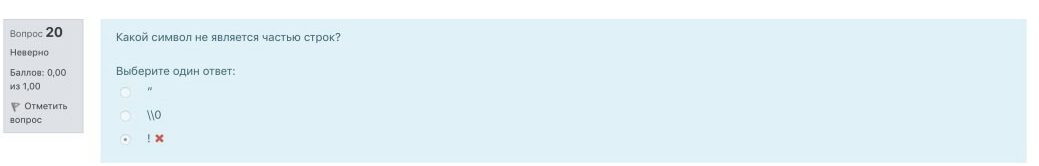 Вопрос 20
Неверно
Баллов: 0,00
из 1,00
Отметить
вопрос
Какой символ не является частью строк?
Выберите один ответ:
“
\\0
!